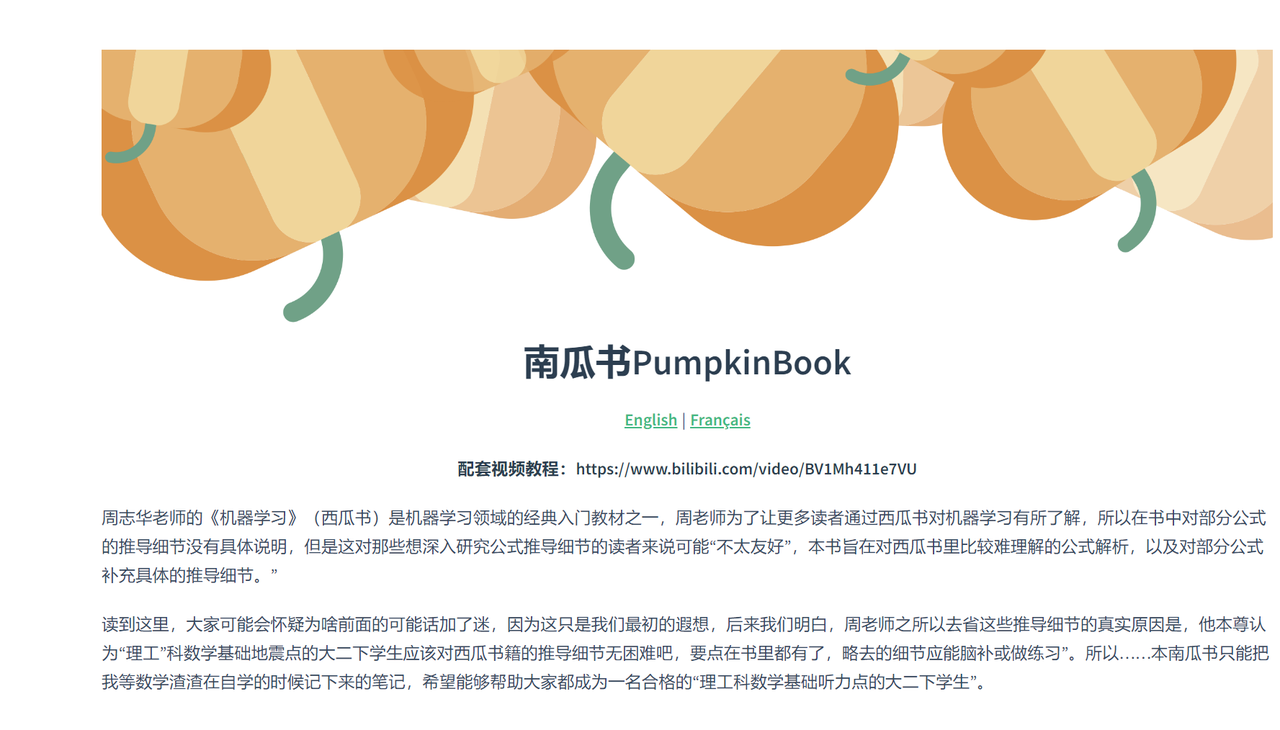 南瓜书PumpkinBook
English | Français
配套视频教程：https://www.bilibili.com/video/BV1Mh411e7VU
周志华老师的《机器学习》（西瓜书）是机器学习领域的经典入门教材之一，周老师为了让更多读者通过西瓜书对机器学习有所了解，所以在书中对部分公式
的推导细节没有具体说明，但是这对那些想深入研究公式推导细节的读者来说可能“不太友好”，本书旨在对西瓜书里比较难理解的公式解析，以及对部分公式
补充具体的推导细节。”
读到这里，大家可能会怀疑为啥前面的可能话加了迷，因为这只是我们最初的遐想，后来我们明白，周老师之所以去省这些推导细节的真实原因是，他本尊认
为“理工”科数学基础地震点的大二下学生应该对西瓜书籍的推导细节无困难吧，要点在书里都有了，略去的细节应能脑补或做练习”。所以……本南瓜书只能把
我等数学渣渣在自学的时候记下来的笔记，希望能够帮助大家都成为一名合格的“理工科数学基础听力点的大二下学生”。